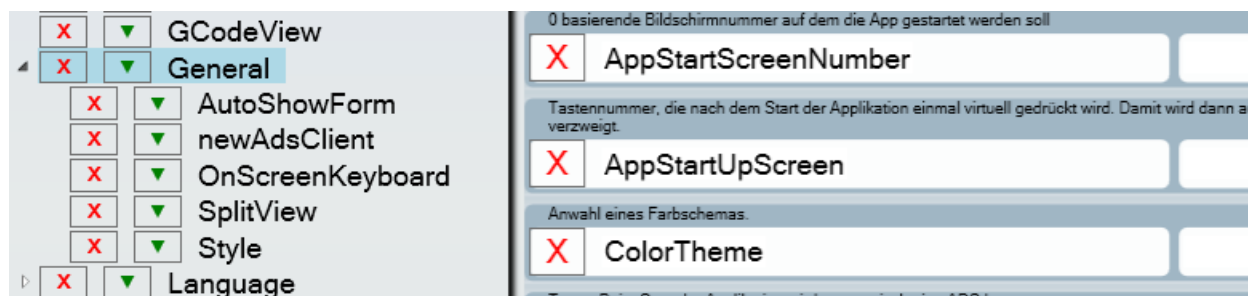 GCodeView
General
AutoShowForm
newAdsClient
OnScreenKeyboard
SplitView
Style
Language
0 basierende Bildschirmnummer auf dem die App gestartet werden soll
X AppStartScreenNumber
Tastennummer, die nach dem Start der Applikation einmal virtuell gedrückt wird. Damit wird dann a
verzweigt.
X AppStartUpScreen
Anwahl eines Farbschemas.
X ColorTheme